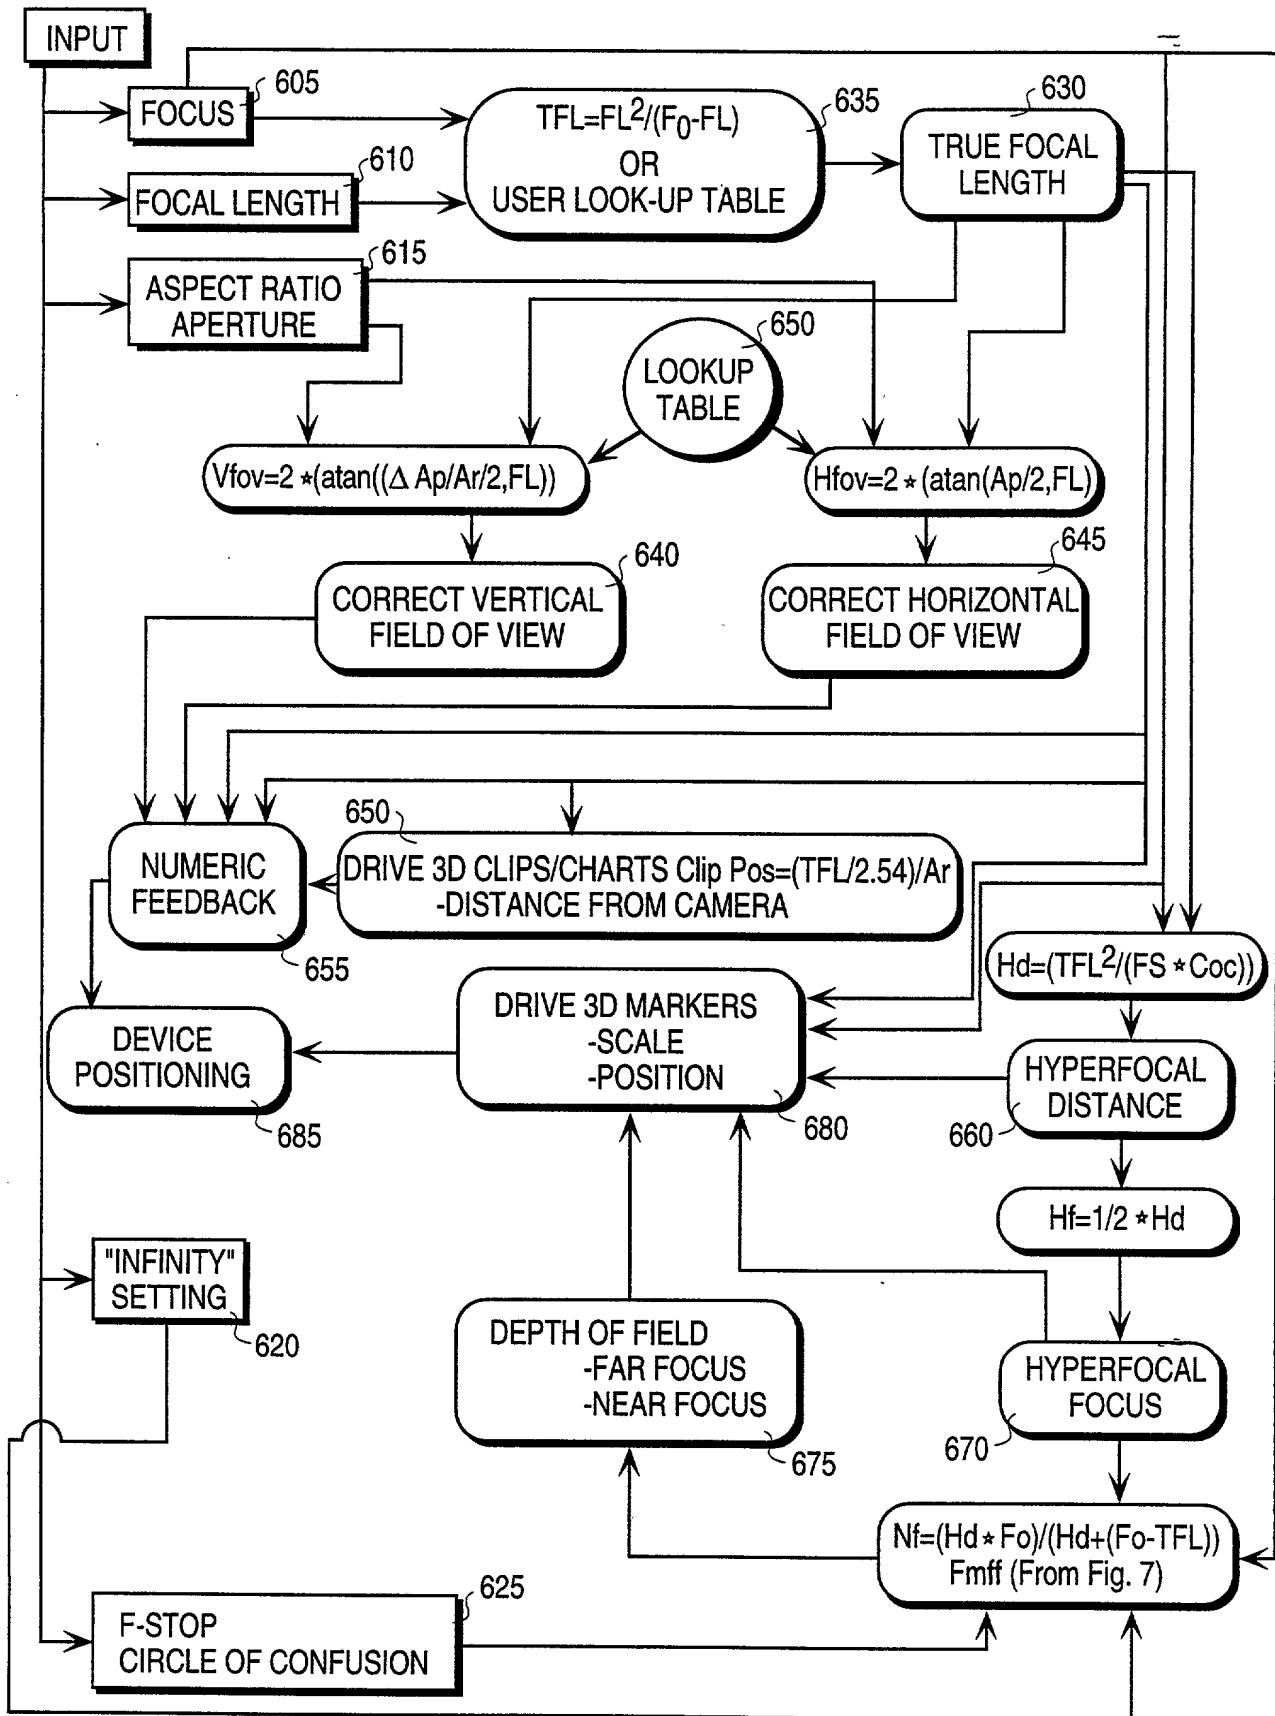 INPUT
605
FOCUS
610
FOCAL LENGTH
615
ASPECT RATIO
APERTURE
TFL=FL²/(F₀-FL)
OR
USER LOOK-UP TABLE
635
630
TRUE FOCAL
LENGTH
650
LOOKUP
TABLE
Vfov=2 *(atan((Δ Ap/Ar/2,FL))
Hfov=2 * (atan(Ap/2,FL)
640
CORRECT VERTICAL
FIELD OF VIEW
645
CORRECT HORIZONTAL
FIELD OF VIEW
650
NUMERIC
FEEDBACK
655
DRIVE 3D CLIPS/CHARTS Clip Pos=(TFL/2.54)/Ar
-DISTANCE FROM CAMERA
Hd=(TFL²/(FS * Coc))
DEVICE
POSITIONING
685
DRIVE 3D MARKERS
-SCALE
-POSITION
680
HYPERFOCAL
DISTANCE
660
Hf=1/2 * Hd
"INFINITY"
SETTING
620
DEPTH OF FIELD
-FAR FOCUS
-NEAR FOCUS
675
HYPERFOCAL
FOCUS
670
Nf=(Hd * Fo)/(Hd+(Fo-TFL))
Fmff (From Fig. 7)
625
F-STOP
CIRCLE OF CONFUSION